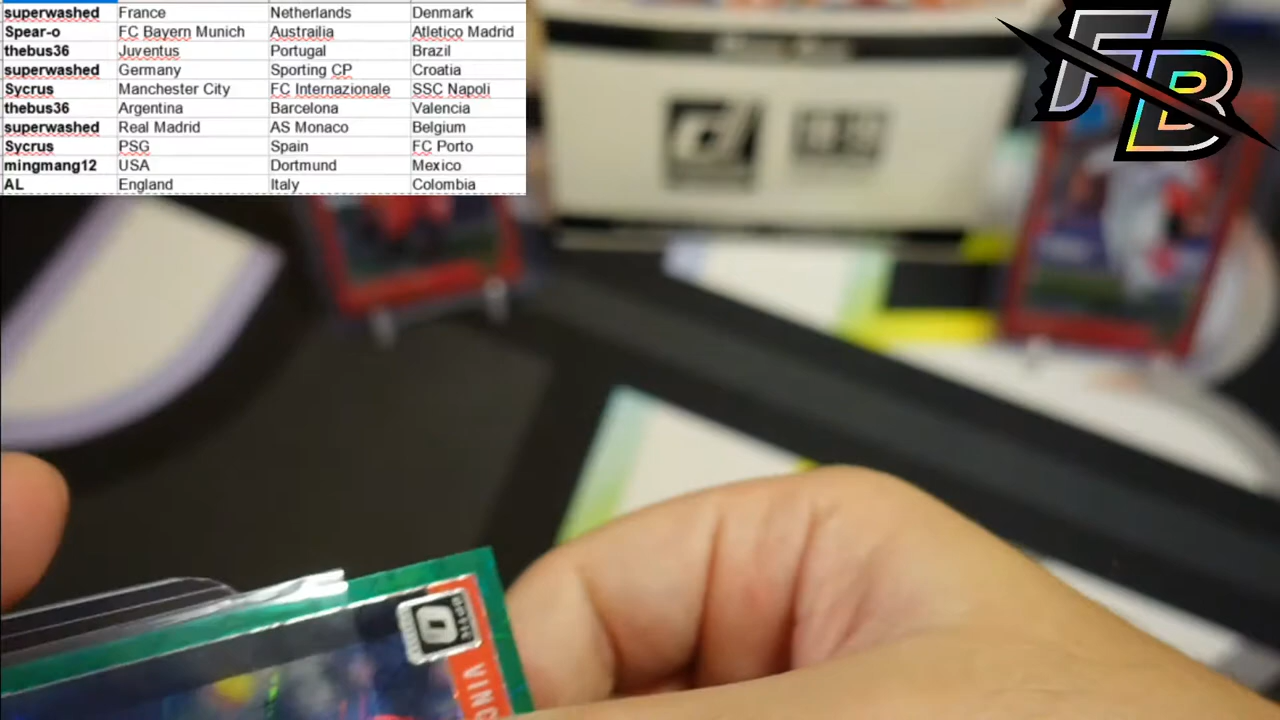 superwashed France Netherlands Denmark
Spear-o FC Bayern Munich Austrailia Atletico Madrid
thebus36 Juventus Portugal Brazil
superwashed Germany Sporting CP Croatia
Sycrus Manchester City FC Internazionale SSC Napoli
thebus36 Argentina Barcelona Valencia
superwashed Real Madrid AS Monaco Belgium
Sycrus PSG Spain FC Porto
mingmang12 USA Dortmund Mexico
AL England Italy Colombia
FB